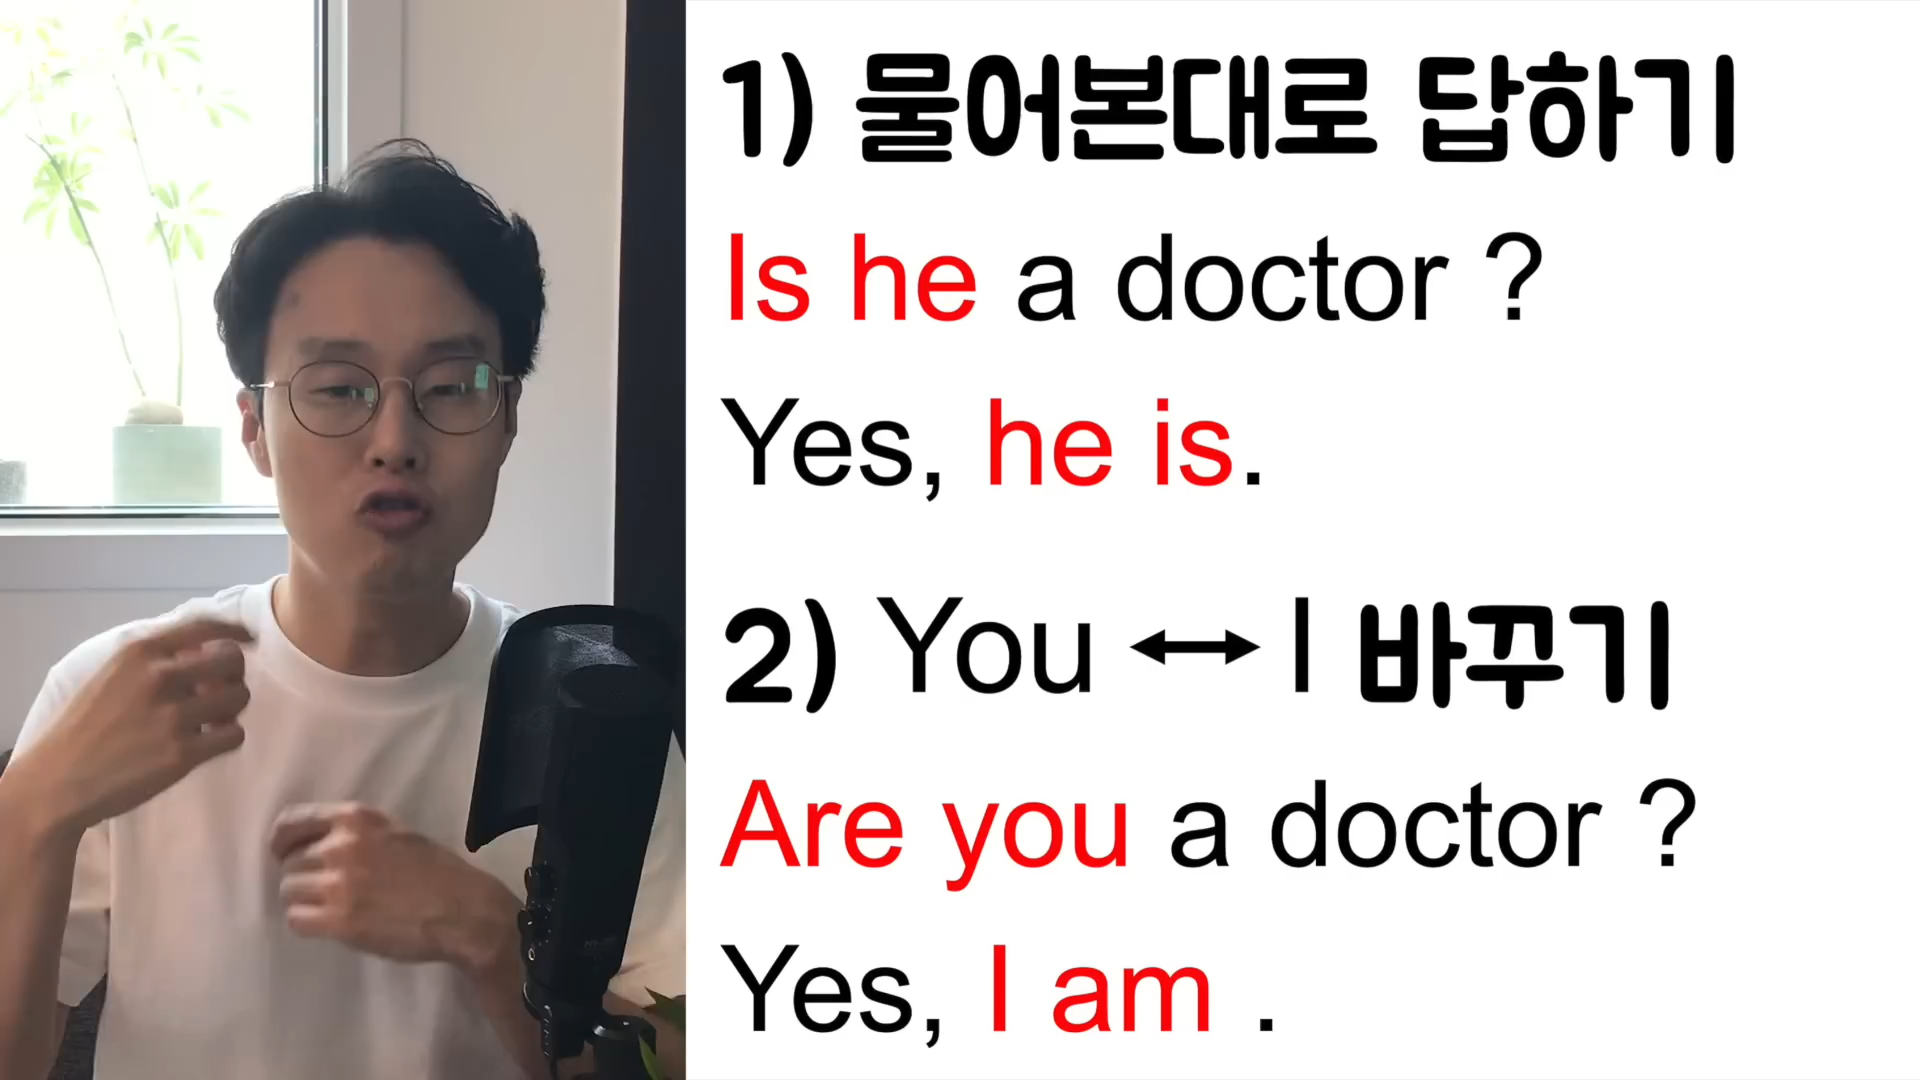 1) 물어본대로 답하기
Is he a doctor ?
Yes, he is.
2) You ↔ I 바꾸기
Are you a doctor ?
Yes, I am .